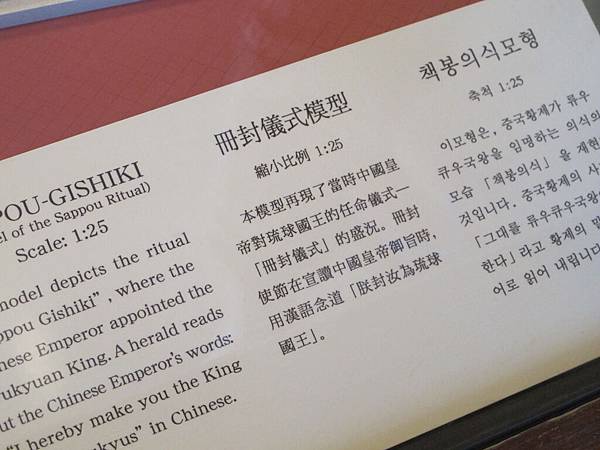 POU-GISHIKI
el of the Sappou Ritual)
Scale: 1:25
model depicts the ritual
ppou Gishiki", where the
nese Emperor appointed the
ukyuan King. A herald reads
ut the Chinese Emperor's words:
"I hereby make you the King
ukyus" in Chinese.
冊封儀式模型
縮小比例 1:25
本模型再現了當時中國皇
帝對琉球國王的任命儀式一
「冊封儀式」的盛況。冊封
使節在宣讀中國皇帝御旨時,
用漢語念道「朕封汝為琉球
國王」。
책봉의식모형
축척 1:25
이모형은, 중국황제가 류우
큐우국왕을 임명하는 의식의
모습 「책봉의식」을 재현
것입니다. 중국황제의 사
「그대를 류우큐우국왕
한다」라고 황제의 말
어로 읽어 내립니다